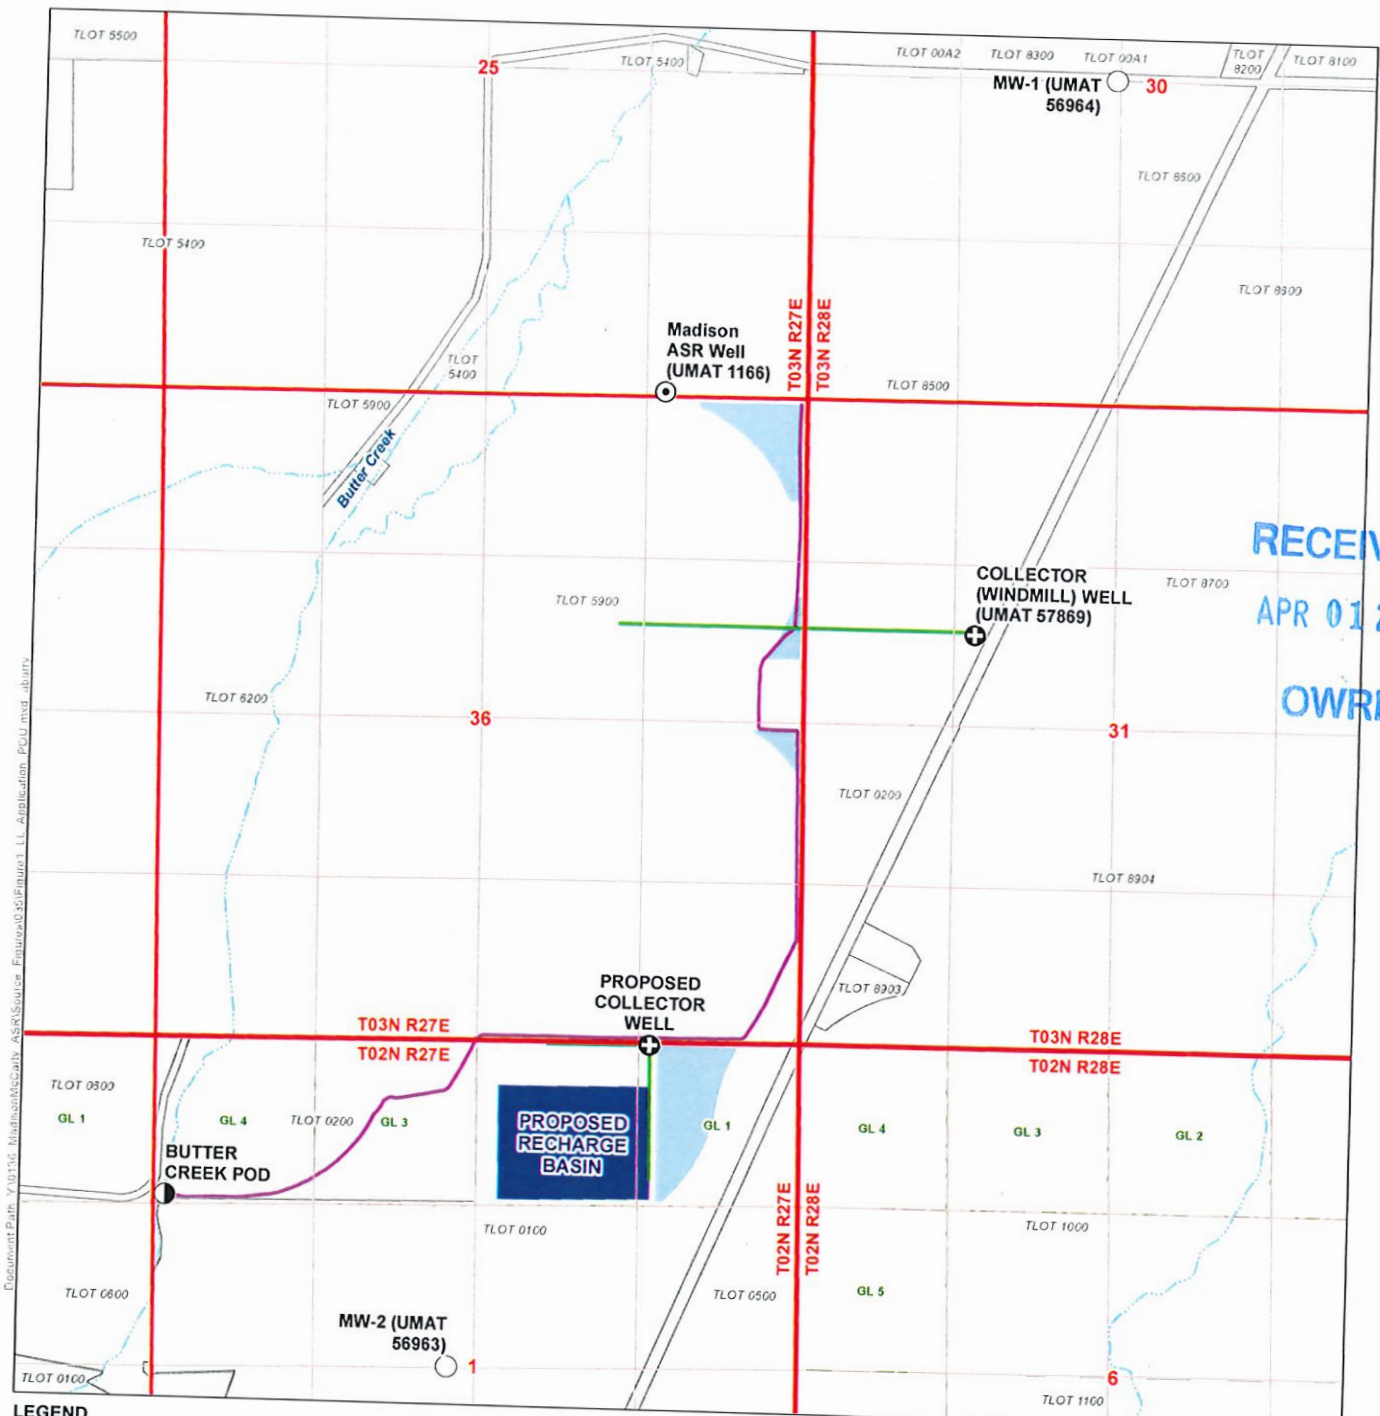 TLOT 5500
25
TLOT 5400
TLOT 00A2
TLOT 8300
TLOT 00A1
TLOT
8200
TLOT 8100
MW-1 (UMAT
56964)
30
TLOT 8600
TLOT 5400
TLOT 8600
T03N R27E
T03N R28E
Madison
ASR Well
(UMAT 1166)
TLOT
5400
TLOT 8500
TLOT 5900
Butter Creek
RECEIV
APR 01 2
OWR
COLLECTOR
(WINDMILL) WELL
(UMAT 57869)
TLOT 8700
TLOT 5900
TLOT 6200
36
31
TLOT 0200
TLOT 8904
TLOT 8903
PROPOSED
COLLECTOR
WELL
T03N R27E
T02N R27E
T03N R28E
T02N R28E
TLOT 0600
GL 1
GL 4
TLOT 0200
GL 3
PROPOSED
RECHARGE
BASIN
GL 1
GL 4
GL 3
GL 2
BUTTER
CREEK POD
T02N R27E
T02N R28E
TLOT 0100
TLOT 1000
TLOT 0600
TLOT 0500
GL 5
MW-2 (UMAT
56963)
1
6
TLOT 0100
TLOT 1100
LEGEND